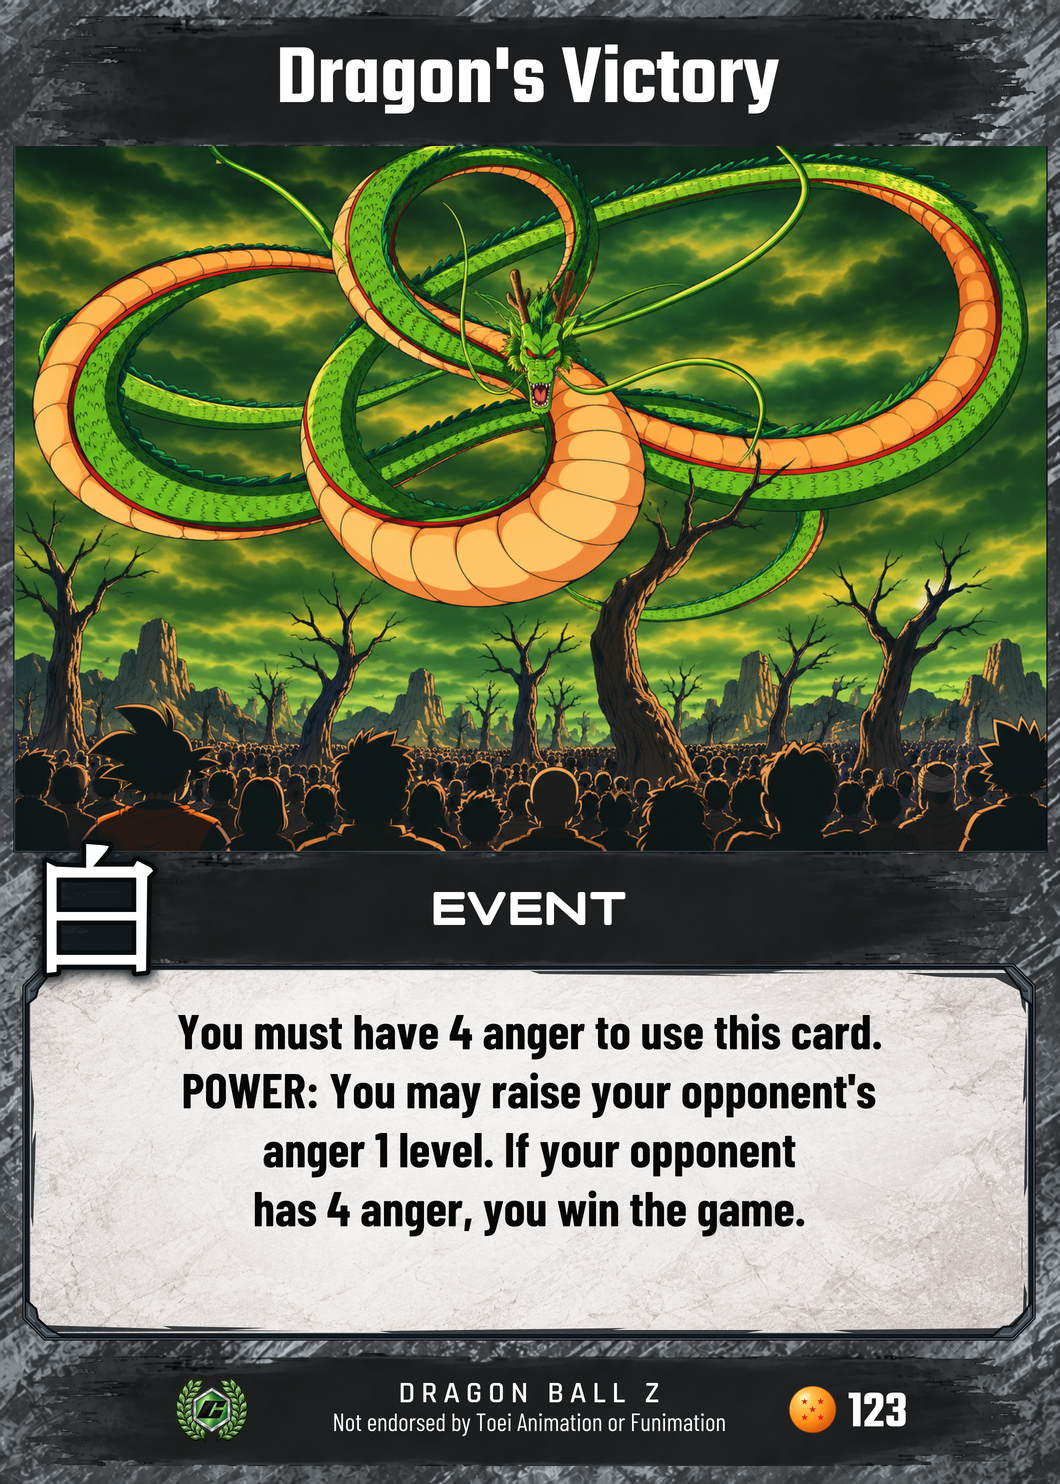 Dragon's Victory
白
EVENT
You must have 4 anger to use this card.
POWER: You may raise your opponent's
anger 1 level. If your opponent
has 4 anger, you win the game.
DRAGON BALL Z
Not endorsed by Toei Animation or Funimation
123